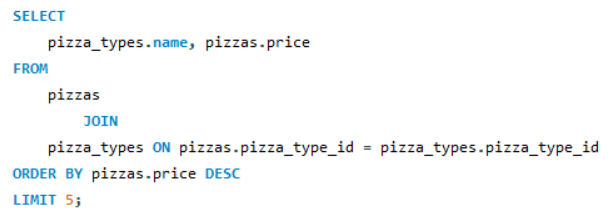 SELECT
pizza_types.name, pizzas.price
FROM
pizzas
JOIN
pizza_types ON pizzas.pizza_type_id = pizza_types.pizza_type_id
ORDER BY pizzas.price DESC
LIMIT 5;